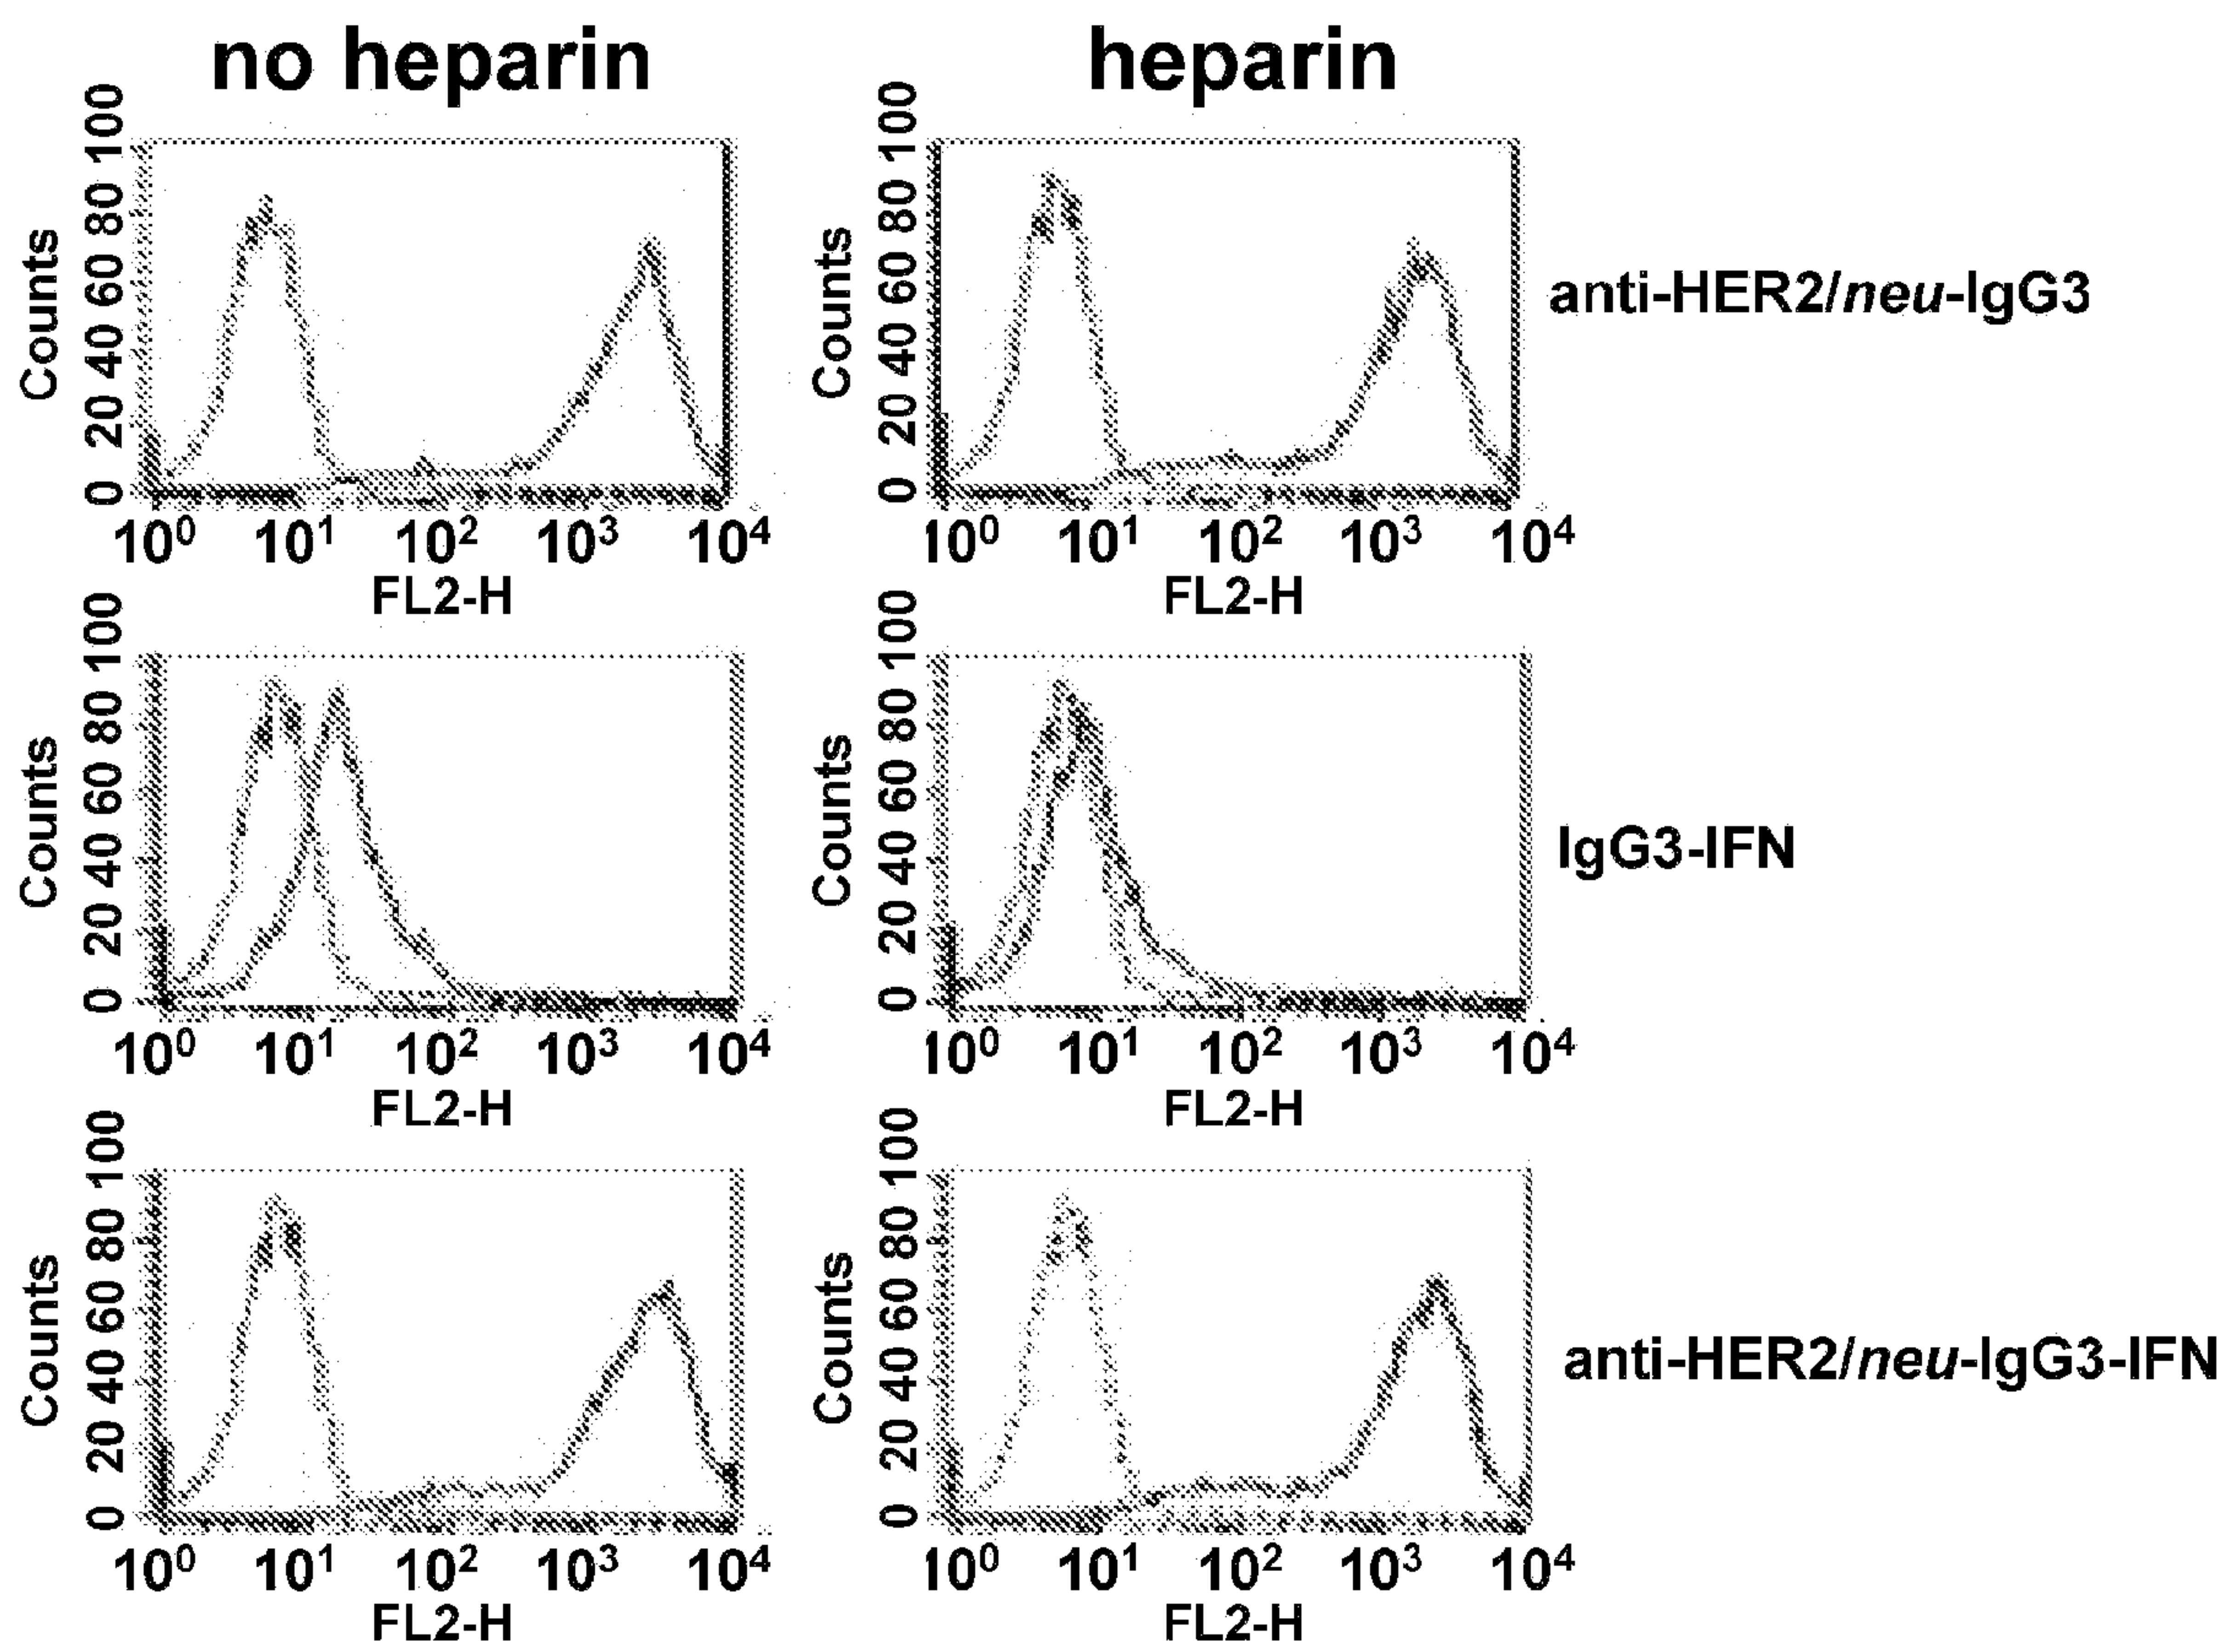 no heparin
heparin
100
80
60
40
20
0
Counts
10⁰ 10¹ 10² 10³ 10⁴
FL2-H
100
80
60
40
20
0
Counts
10⁰ 10¹ 10² 10³ 10⁴
FL2-H
anti-HER2/neu-IgG3
100
80
60
40
20
0
Counts
10⁰ 10¹ 10² 10³ 10⁴
FL2-H
100
80
60
40
20
0
Counts
10⁰ 10¹ 10² 10³ 10⁴
FL2-H
IgG3-IFN
100
80
60
40
20
0
Counts
10⁰ 10¹ 10² 10³ 10⁴
FL2-H
100
80
60
40
20
0
Counts
10⁰ 10¹ 10² 10³ 10⁴
FL2-H
anti-HER2/neu-IgG3-IFN